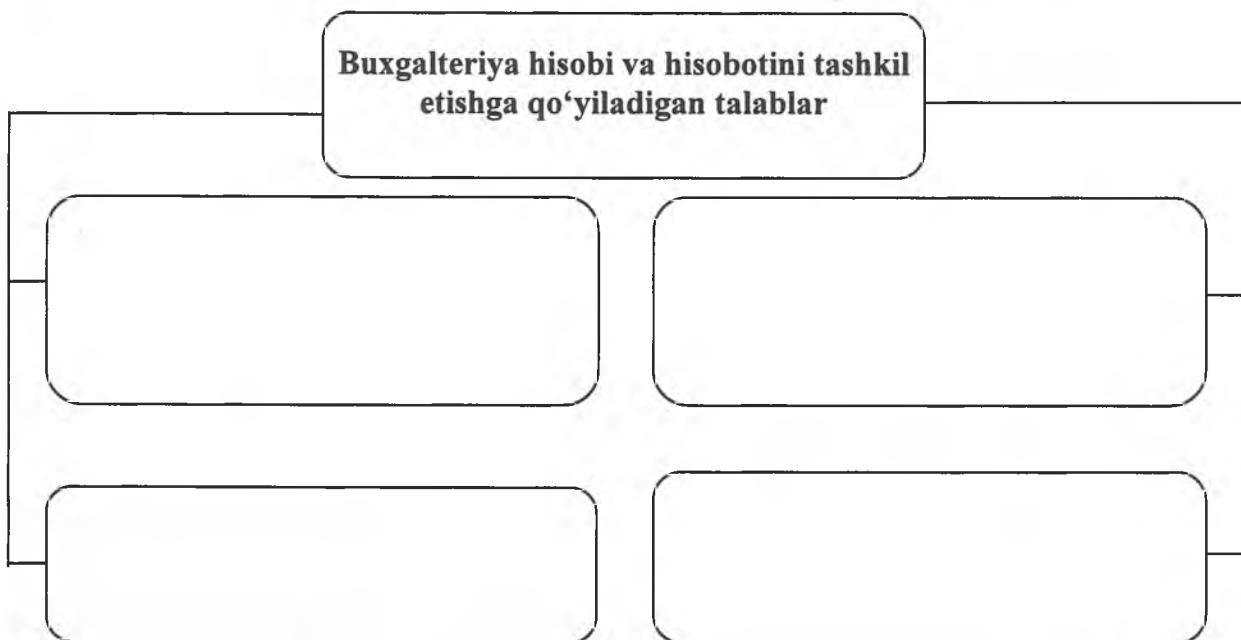 Buxgalteriya hisobi va hisobotini tashkil
etishga qo‘yiladigan talablar